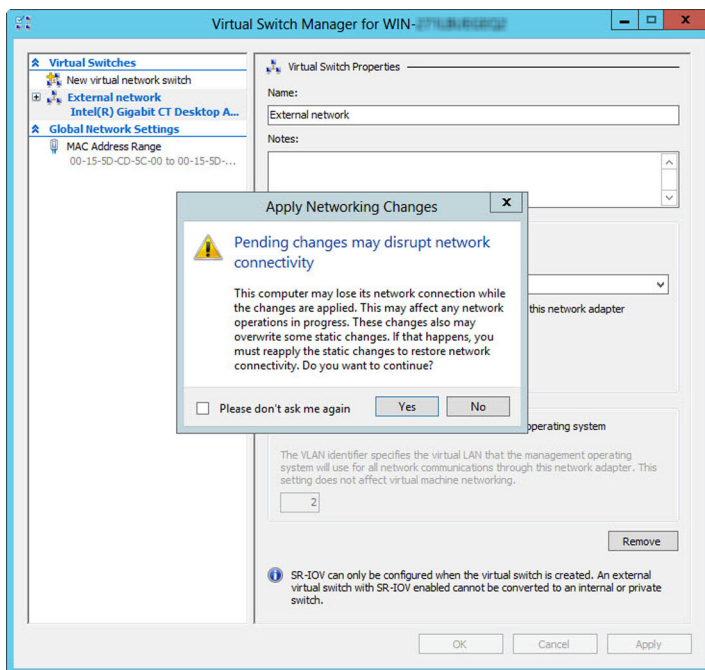 Virtual Switch Manager for WIN-
Virtual Switches
New virtual network switch
External network
Intel(R) Gigabit CT Desktop A...
Global Network Settings
MAC Address Range
00-15-5D-CD-5C-00 to 00-15-5D-...
Virtual Switch Properties
Name:
External network
Notes:
Apply Networking Changes
x
Pending changes may disrupt network
connectivity
This computer may lose its network connection while
the changes are applied. This may affect any network
operations in progress. These changes also may
overwrite some static changes. If that happens, you
must reapply the static changes to restore network
connectivity. Do you want to continue?
Please don't ask me again
Yes
No
this network adapter
operating system
The VLAN identifier specifies the virtual LAN that the management operating
system will use for all network communications through this network adapter. This
setting does not affect virtual machine networking.
2
Remove
SR-IOV can only be configured when the virtual switch is created. An external
virtual switch with SR-IOV enabled cannot be converted to an internal or private
switch.
OK
Cancel
Apply